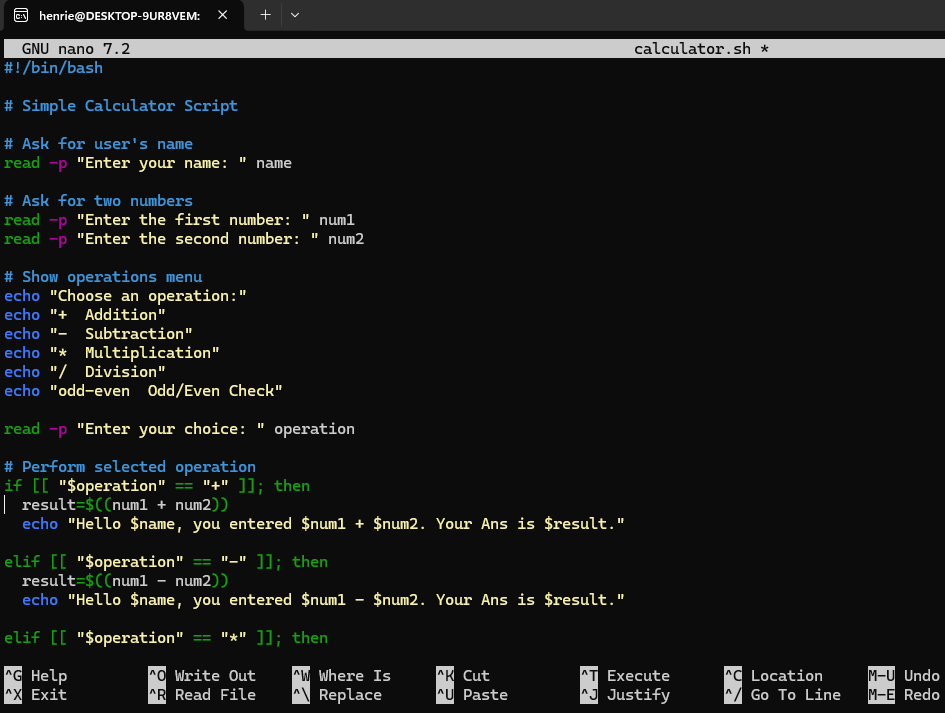 henrie@DESKTOP-9UR8VEM:
GNU nano 7.2 calculator.sh *
#!/bin/bash
# Simple Calculator Script
# Ask for user's name
read -p "Enter your name: " name
# Ask for two numbers
read -p "Enter the first number: " num1
read -p "Enter the second number: " num2
# Show operations menu
echo "Choose an operation:"
echo "+  Addition"
echo "-  Subtraction"
echo "*  Multiplication"
echo "/  Division"
echo "odd-even  Odd/Even Check"
read -p "Enter your choice: " operation
# Perform selected operation
if [[ "$operation" == "+" ]]; then
  result=$((num1 + num2))
  echo "Hello $name, you entered $num1 + $num2. Your Ans is $result."
elif [[ "$operation" == "-" ]]; then
  result=$((num1 - num2))
  echo "Hello $name, you entered $num1 - $num2. Your Ans is $result."
elif [[ "$operation" == "*" ]]; then
^G Help ^O Write Out ^W Where Is ^K Cut ^T Execute ^C Location M-U Undo
^X Exit ^R Read File ^\ Replace ^U Paste ^J Justify ^/ Go To Line M-E Redo